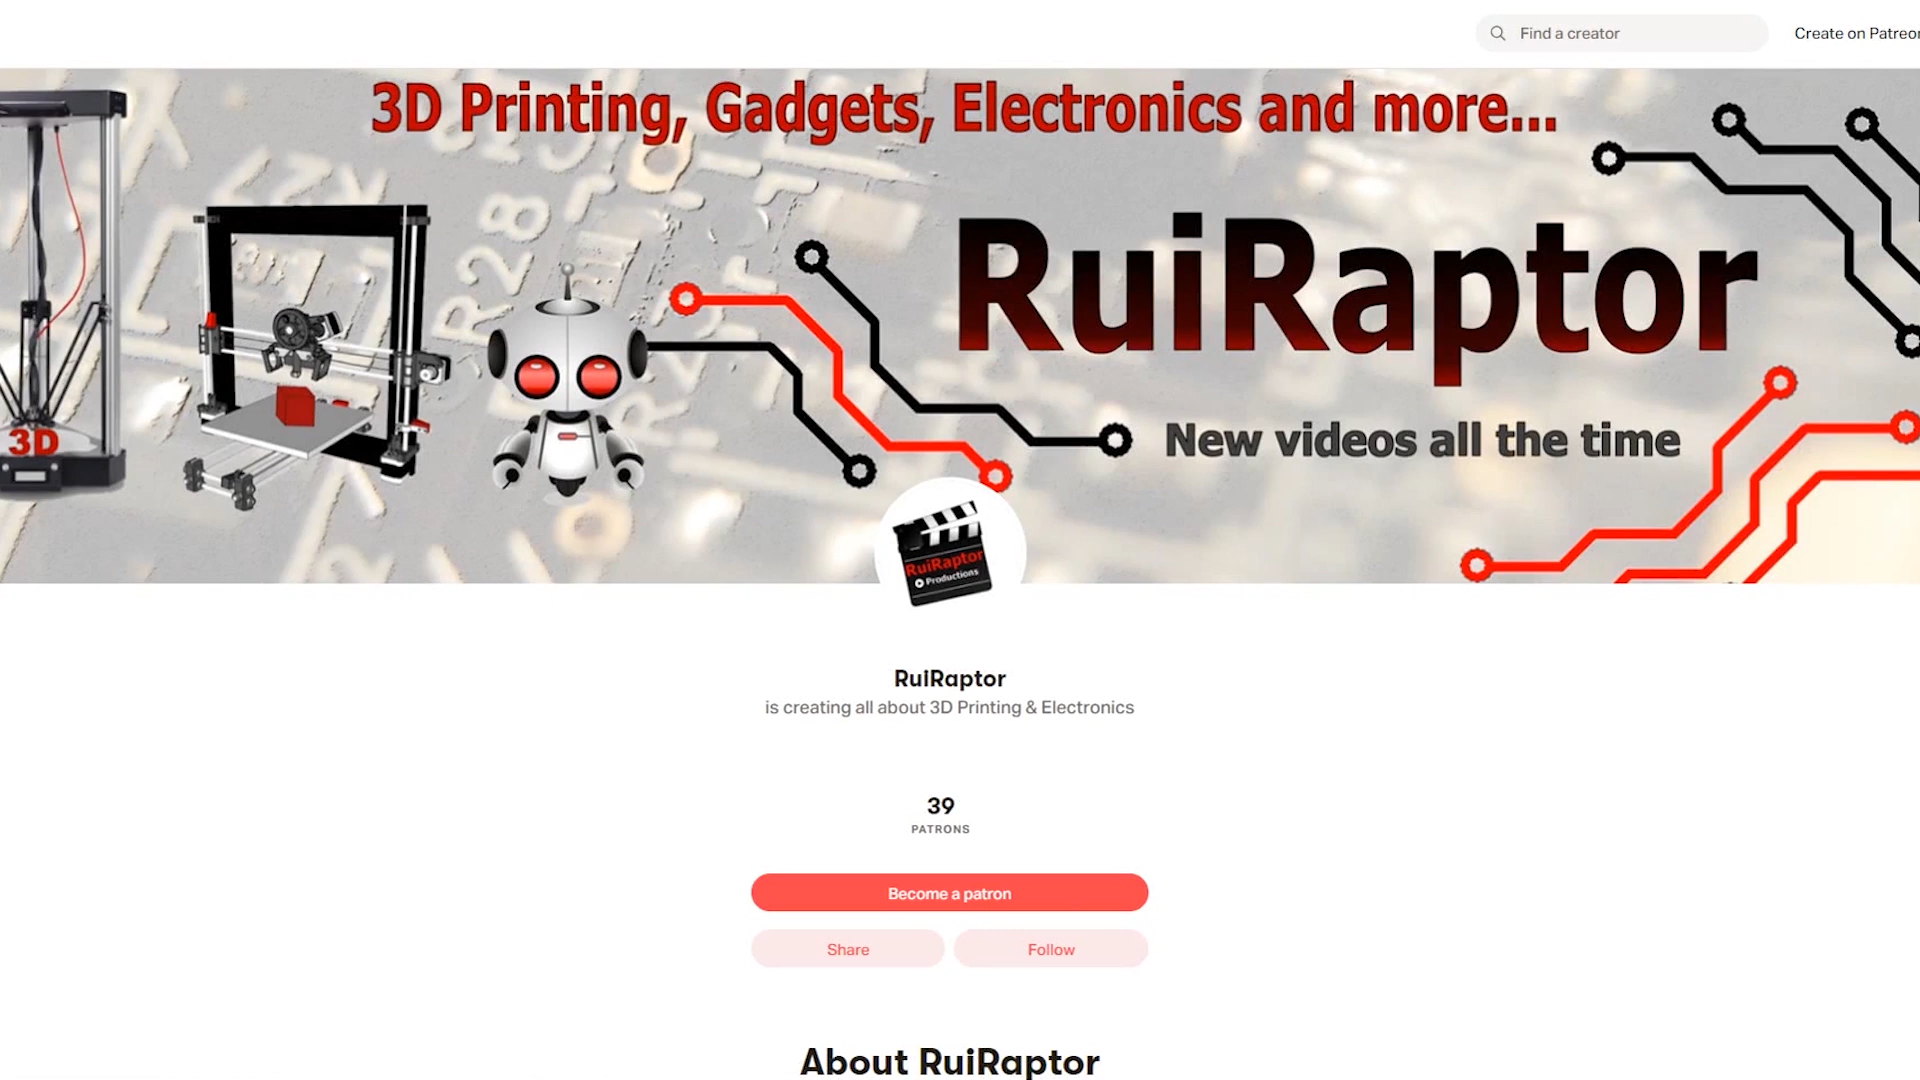 Find a creator
Create on Patreon
3D Printing, Gadgets, Electronics and more...
R28
RuiRaptor
New videos all the time
3D
RuiRaptor
Productions
RuiRaptor
is creating all about 3D Printing & Electronics
39
PATRONS
Become a patron
Share
Follow
About RuiRaptor